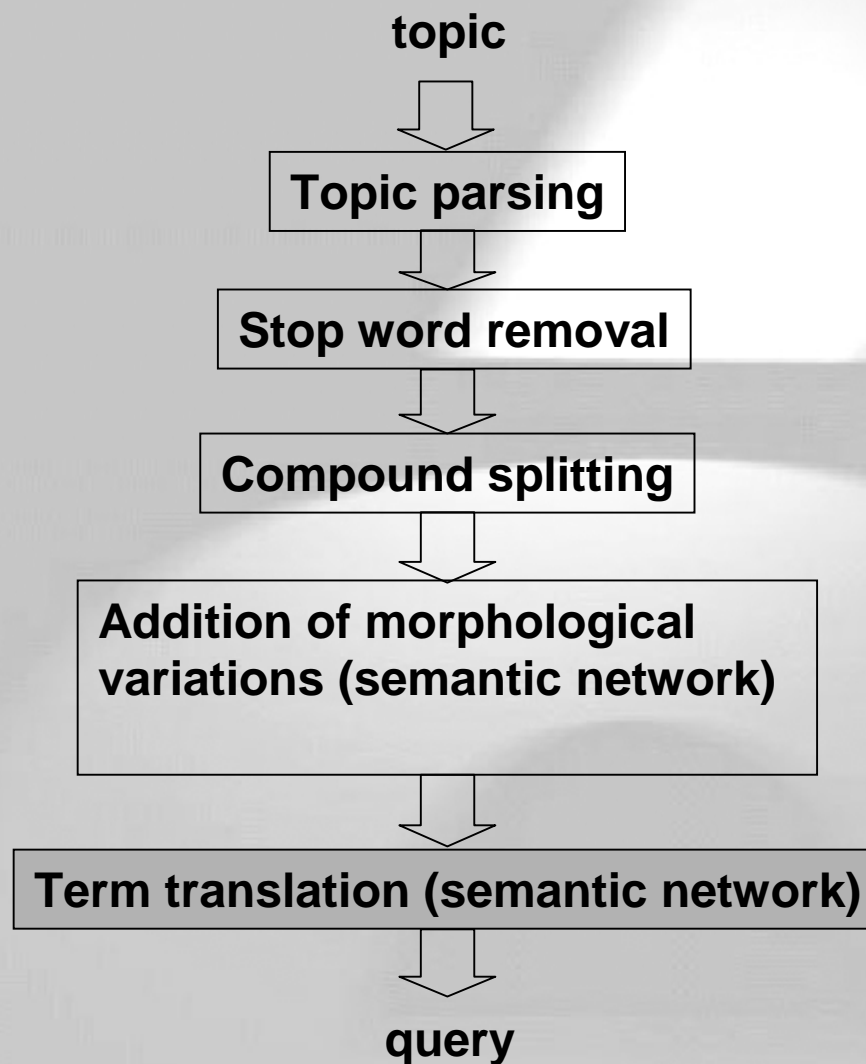 topic
Topic parsing
Stop word removal
Compound splitting
Addition of morphological
variations (semantic network)
Term translation (semantic network)
query